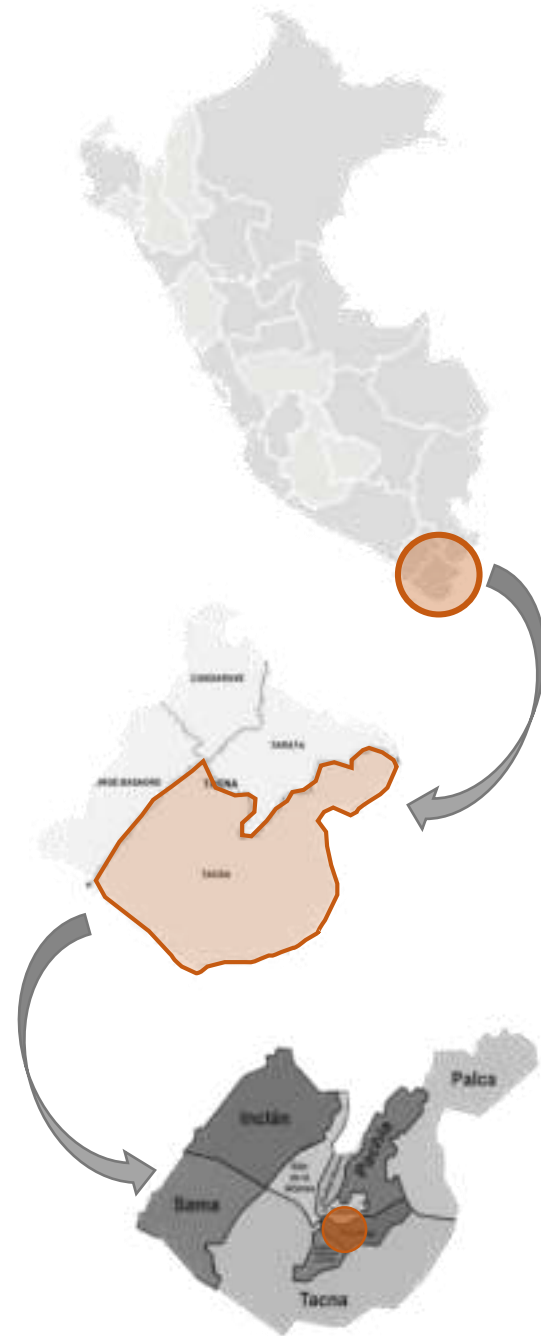 CANDARAVE
TARATA
JORGE BASADRE
TACNA
TACNA
Palca
Inclán
Pachía
Sama
Tacna